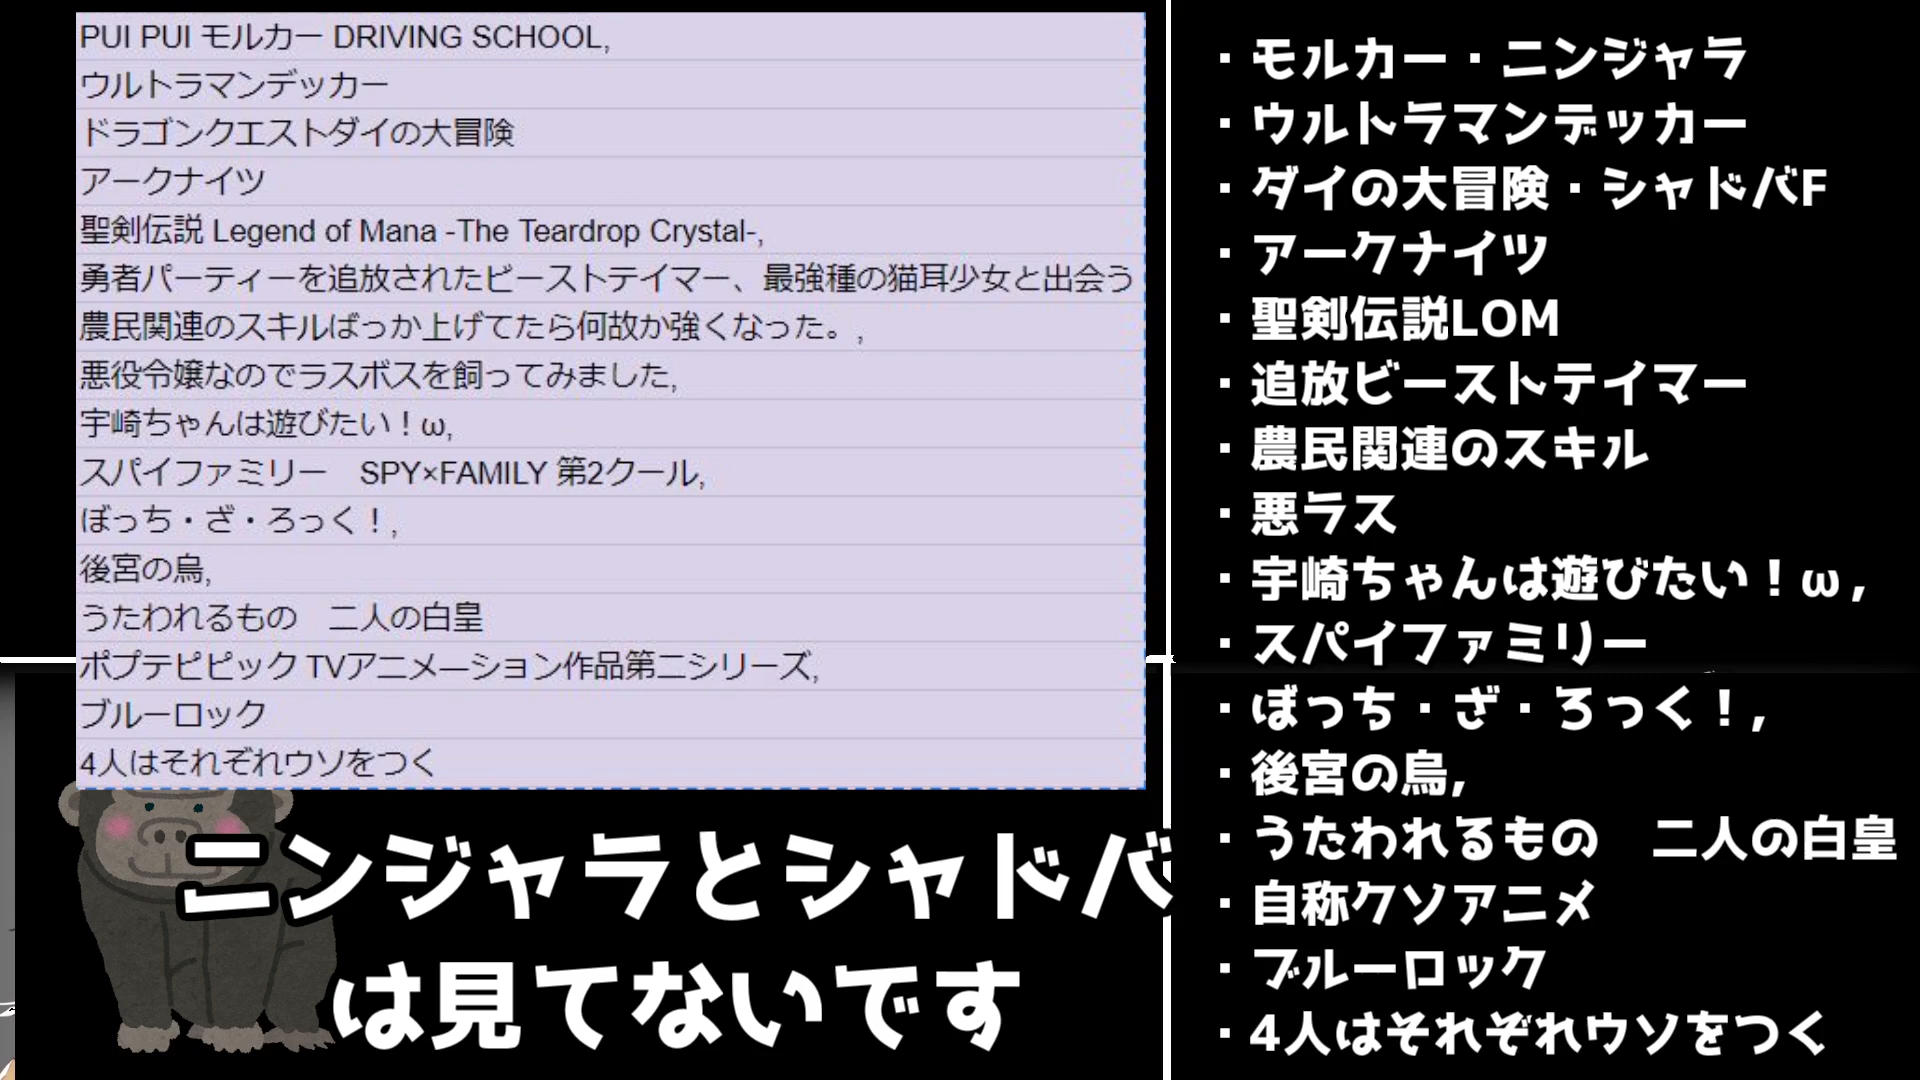 PUI PUI モルカー DRIVING SCHOOL,
ウルトラマンデッカー
ドラゴンクエストダイの大冒険
アークナイツ
聖剣伝説 Legend of Mana -The Teardrop Crystal-,
勇者パーティーを追放されたビーストテイマー、最強種の猫耳少女と出会う
農民関連のスキルばっか上げてたら何故か強くなった。,
悪役令嬢なのでラスボスを飼ってみました,
宇崎ちゃんは遊びたい！ω,
スパイファミリー　SPY×FAMILY 第2クール,
ぼっち・ざ・ろっく！,
後宮の烏,
うたわれるもの　二人の白皇
ポプテピピック TVアニメーション作品第二シリーズ,
ブルーロック
4人はそれぞれウソをつく
ニンジャラとシャドバ
は見てないです
・モルカー・ニンジャラ
・ウルトラマンデッカー
・ダイの大冒険・シャドバF
・アークナイツ
・聖剣伝説LOM
・追放ビーストテイマー
・農民関連のスキル
・悪ラス
・宇崎ちゃんは遊びたい！ω,
・スパイファミリー
・ぼっち・ざ・ろっく！,
・後宮の烏,
・うたわれるもの　二人の白皇
・自称クソアニメ
・ブルーロック
・4人はそれぞれウソをつく